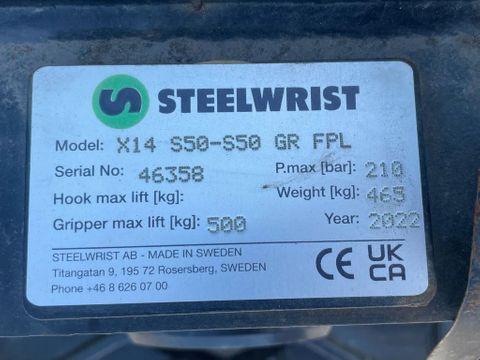 STEELWRIST
Model: X14 S50-S50 GR FPL
Serial No: 46358 P.max [bar]: 210
Hook max lift [kg]: Weight [kg]: 465
Gripper max lift [kg]: 500 Year: 2022
STEELWRIST AB - MADE IN SWEDEN
Titangatan 9, 195 72 Rosersberg, SWEDEN
Phone +46 8 626 07 00
CE UK CA